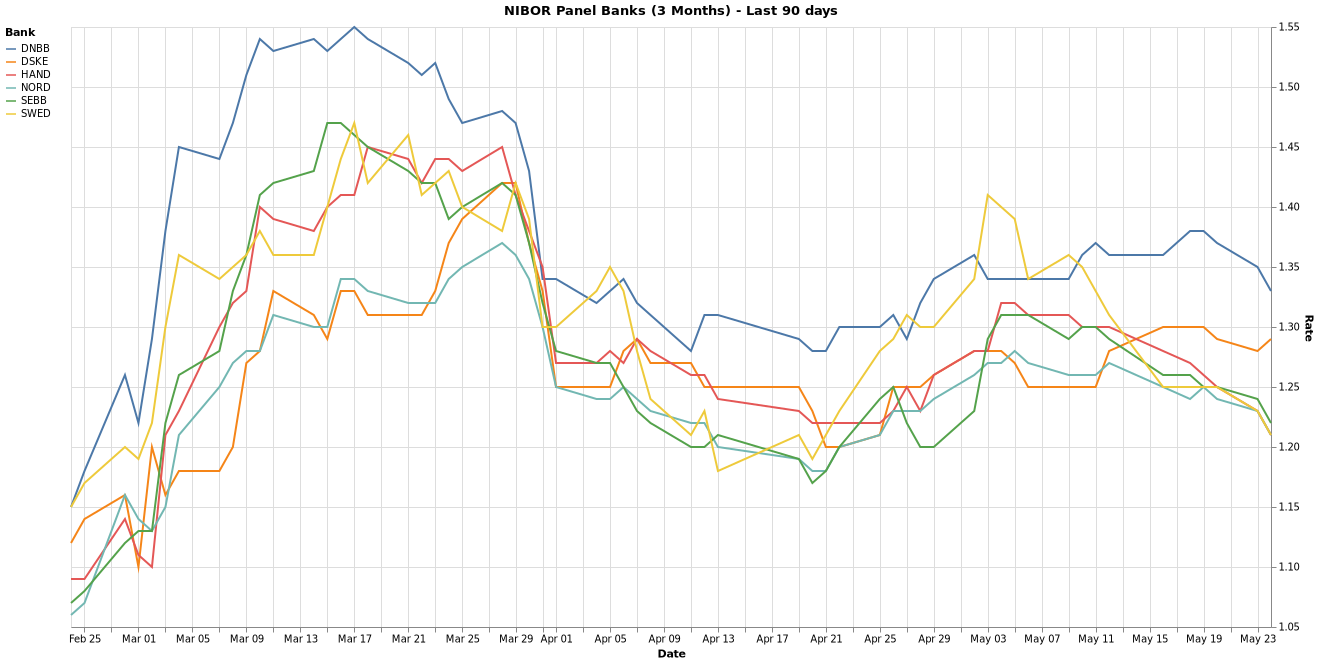 NIBOR Panel Banks (3 Months) - Last 90 days
Bank
DNBB
DSKE
HAND
NORD
SEBB
SWED
1.55
1.50
1.45
1.40
1.35
1.30
1.25
1.20
1.15
1.10
1.05
Rate
Feb 25 Mar 01 Mar 05 Mar 09 Mar 13 Mar 17 Mar 21 Mar 25 Mar 29 Apr 01 Apr 05 Apr 09 Apr 13 Apr 17 Apr 21 Apr 25 Apr 29 May 03 May 07 May 11 May 15 May 19 May 23
Date